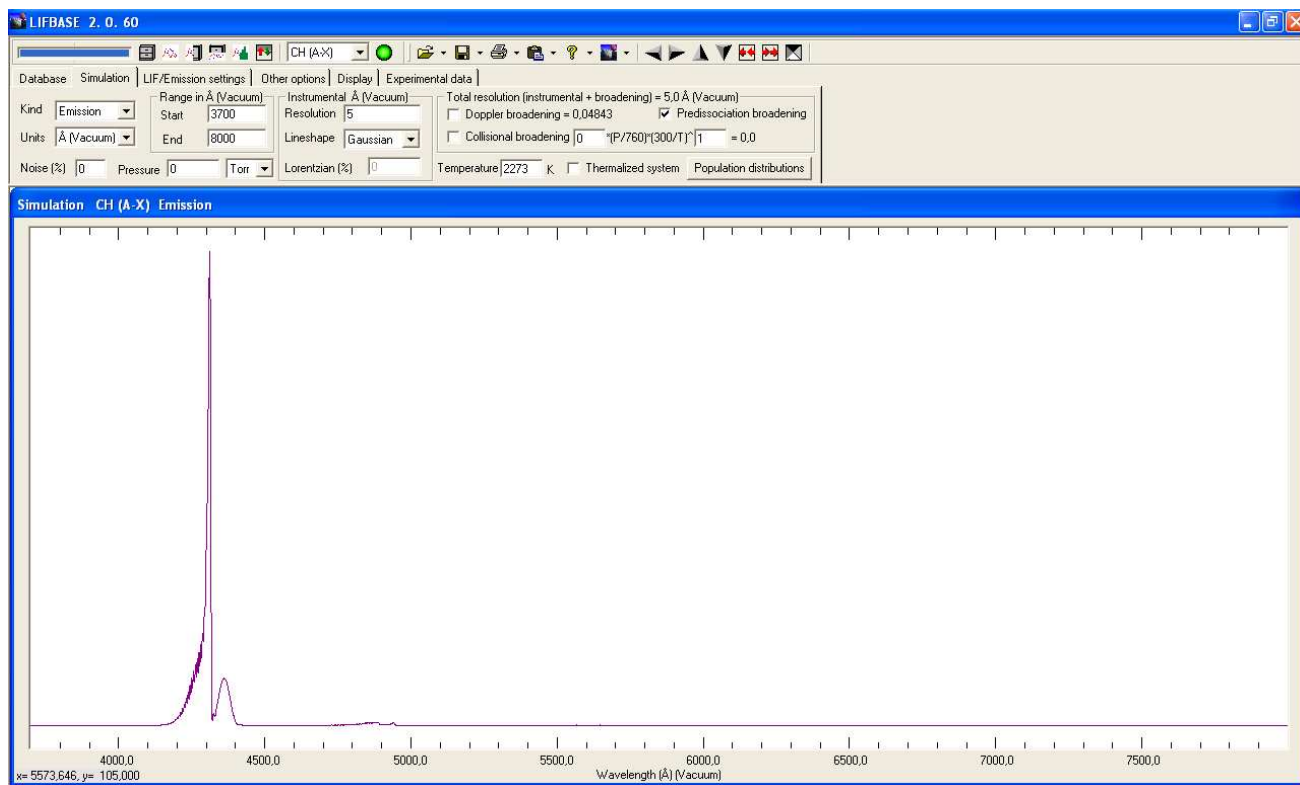 LIFBASE 2. 0. 60
CH (A-X)
Database Simulation LIF/Emission settings Other options Display Experimental data
Range in Å (Vacuum) Instrumental Å (Vacuum) Total resolution (instrumental + broadening) = 5,0 Å (Vacuum)
Kind Emission Start 3700 Resolution 5 Doppler broadening = 0,04843 Predissociation broadening
Units Å (Vacuum) End 8000 Lineshape Gaussian Collisional broadening 0 *(P/760)*(300/T)^ 1 = 0,0
Noise (%) 0 Pressure 0 Torr Lorentzian (%) 0 Temperature 2273 K Thermalized system Population distributions
Simulation CH (A-X) Emission
4000,0 4500,0 5000,0 5500,0 6000,0 6500,0 7000,0 7500,0
x= 5573,646, y= 105,000 Wavelength (Å) (Vacuum)